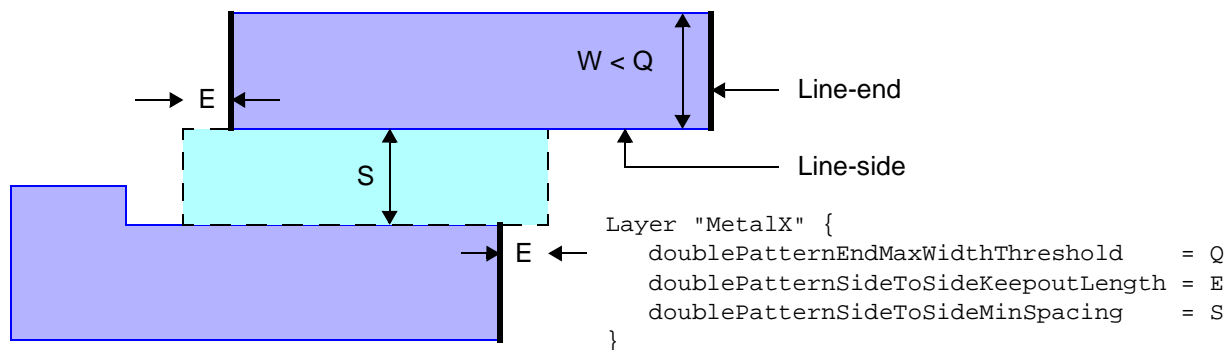 W < Q
E
Line-end
S
Line-side
E
Layer "MetalX" {
   doublePatternEndMaxWidthThreshold    = Q
   doublePatternSideToSideKeepoutLength = E
   doublePatternSideToSideMinSpacing    = S
}